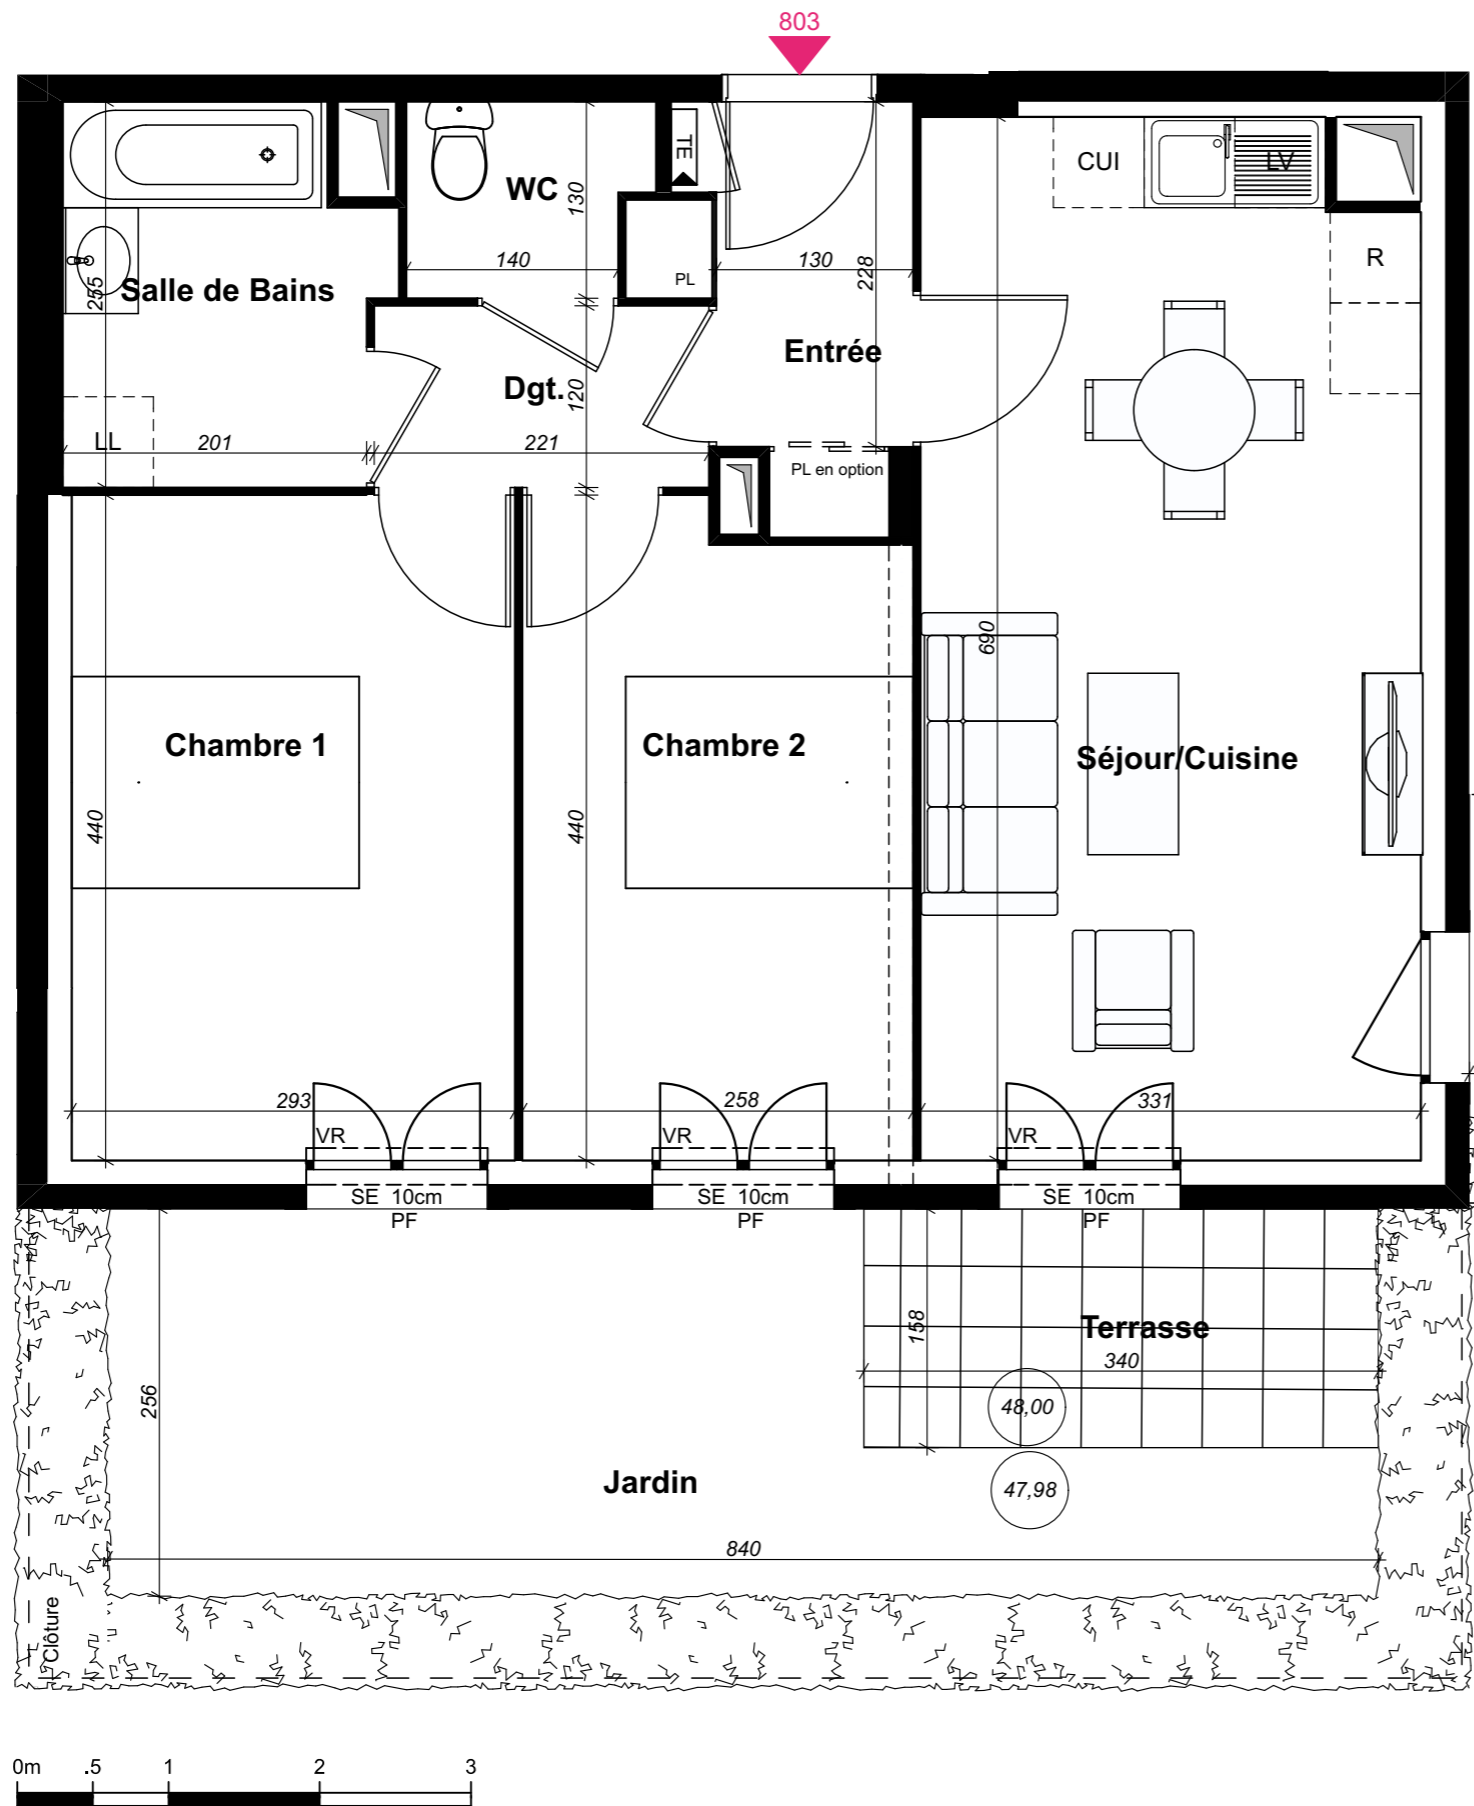 803
TE
WC
130
CUI
LV
255
Salle de Bains
140
PL
130
228
R
Entrée
Dgt.
120
LL
201
221
PL en option
690
Chambre 1
Chambre 2
Séjour/Cuisine
440
440
293
258
331
VR
VR
VR
SE 10cm
SE 10cm
SE 10cm
PF
PF
PF
158
Terrasse
340
256
48,00
Jardin
47,98
840
Clôture
0m .5 1 2 3